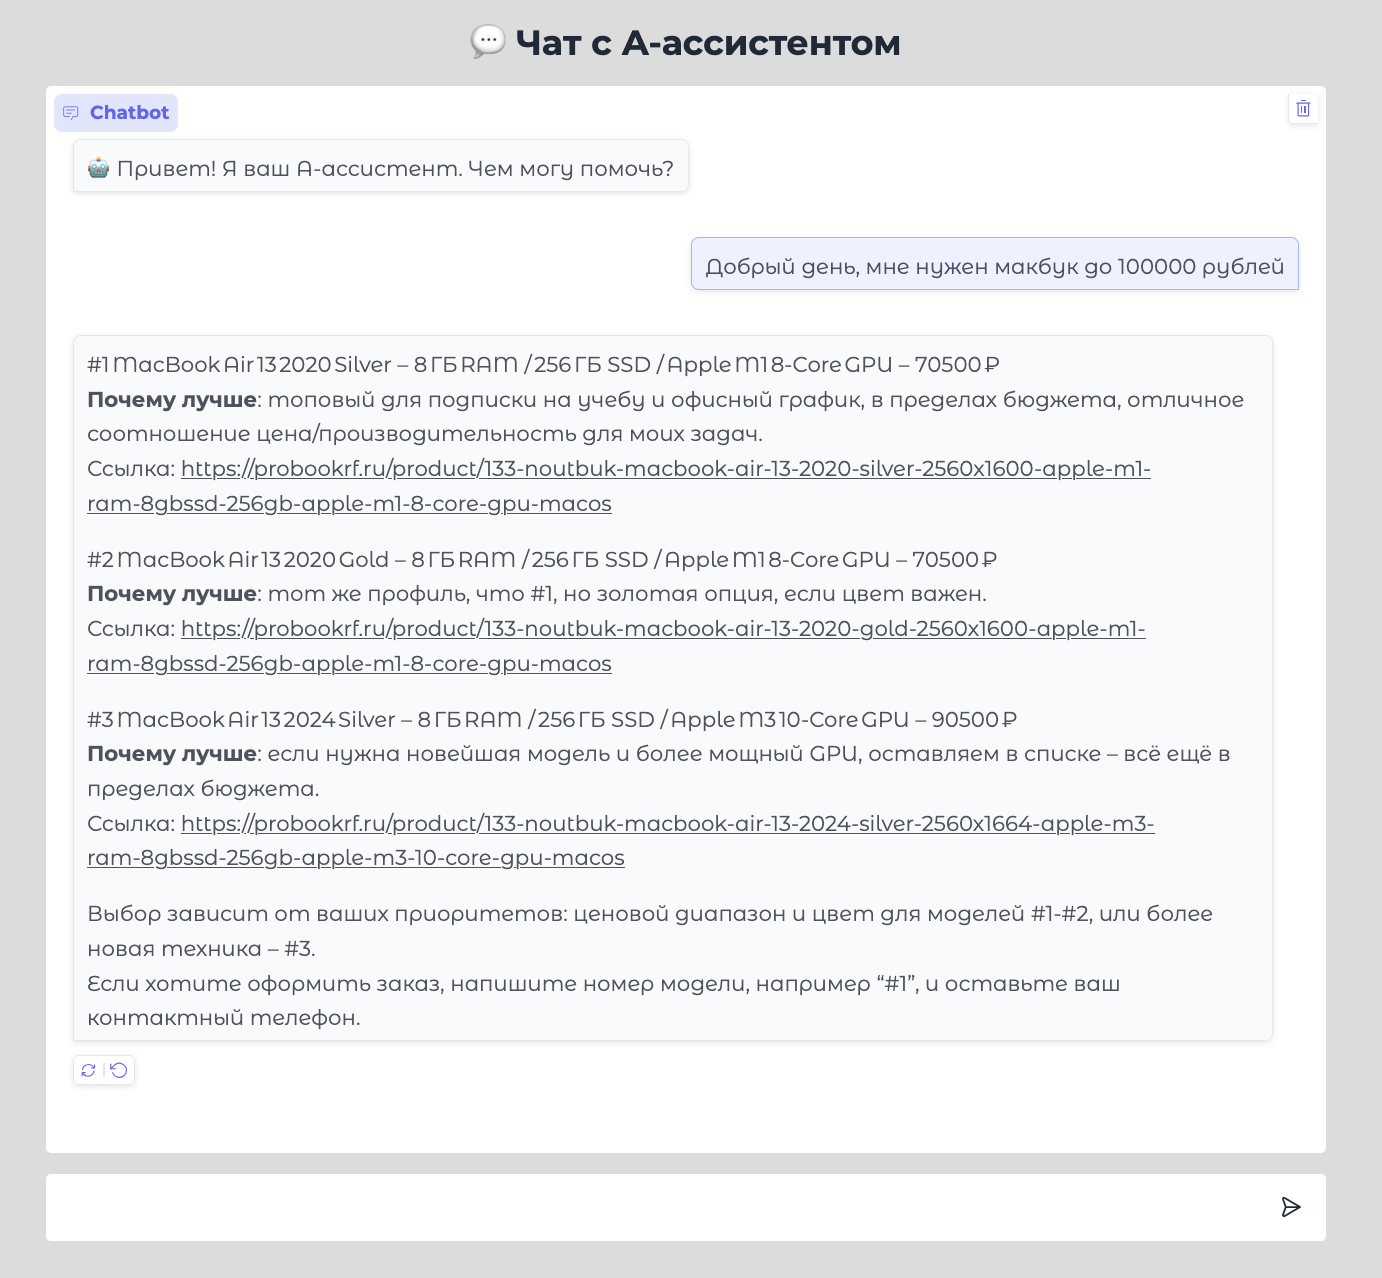 💬 Чат с А-ассистентом
Chatbot
🤖 Привет! Я ваш А-ассистент. Чем могу помочь?
Добрый день, мне нужен макбук до 100000 рублей
#1 MacBook Air 13 2020 Silver – 8 ГБ RAM / 256 ГБ SSD / Apple M1 8-Core GPU – 70500 ₽
Почему лучше: топовый для подписки на учебу и офисный график, в пределах бюджета, отличное
соотношение цена/производительность для моих задач.
Ссылка: https://probookrf.ru/product/133-noutbuk-macbook-air-13-2020-silver-2560x1600-apple-m1-
ram-8gbssd-256gb-apple-m1-8-core-gpu-macos
#2 MacBook Air 13 2020 Gold – 8 ГБ RAM / 256 ГБ SSD / Apple M1 8-Core GPU – 70500 ₽
Почему лучше: тот же профиль, что #1, но золотая опция, если цвет важен.
Ссылка: https://probookrf.ru/product/133-noutbuk-macbook-air-13-2020-gold-2560x1600-apple-m1-
ram-8gbssd-256gb-apple-m1-8-core-gpu-macos
#3 MacBook Air 13 2024 Silver – 8 ГБ RAM / 256 ГБ SSD / Apple M3 10-Core GPU – 90500 ₽
Почему лучше: если нужна новейшая модель и более мощный GPU, оставляем в списке – всё ещё в
пределах бюджета.
Ссылка: https://probookrf.ru/product/133-noutbuk-macbook-air-13-2024-silver-2560x1664-apple-m3-
ram-8gbssd-256gb-apple-m3-10-core-gpu-macos
Выбор зависит от ваших приоритетов: ценовой диапазон и цвет для моделей #1-#2, или более
новая техника – #3.
Если хотите оформить заказ, напишите номер модели, например “#1”, и оставьте ваш
контактный телефон.